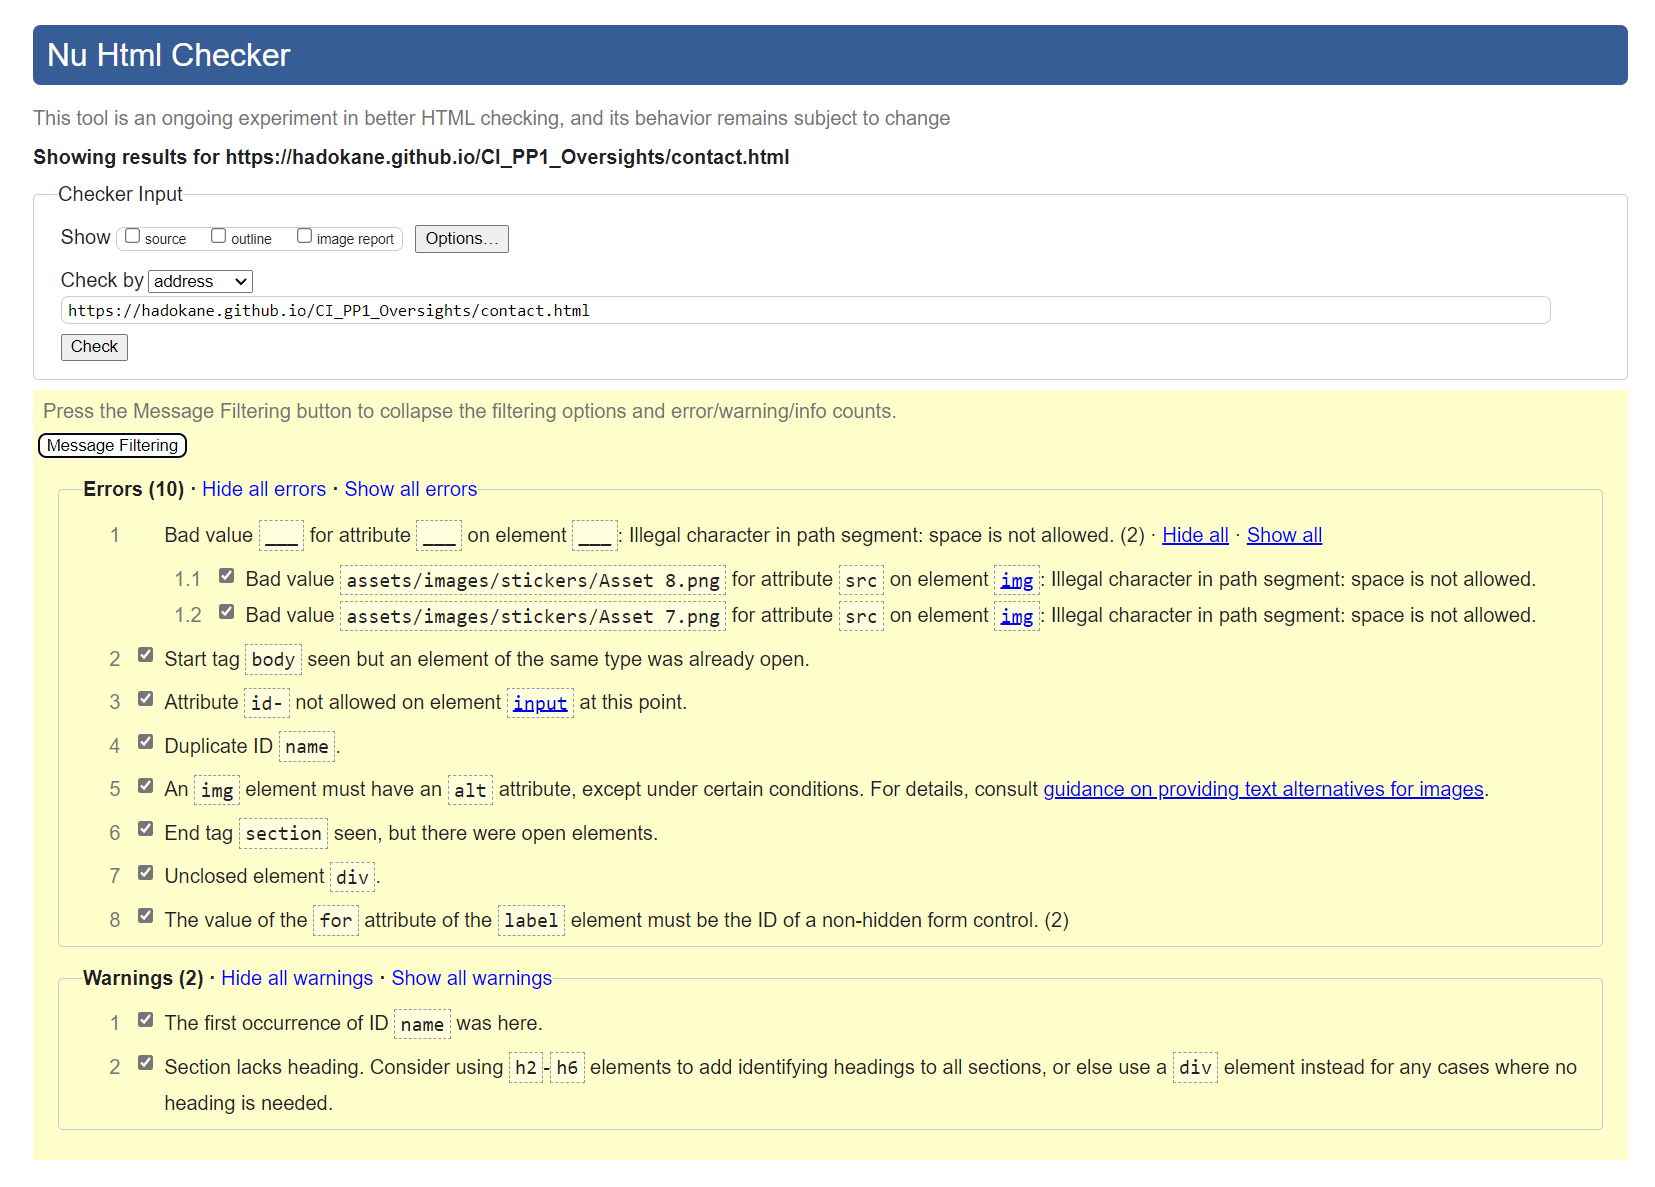 Nu Html Checker
This tool is an ongoing experiment in better HTML checking, and its behavior remains subject to change
Showing results for https://hadokane.github.io/CI_PP1_Oversights/contact.html
Checker Input
Show source outline image report Options...
Check by address
https://hadokane.github.io/CI_PP1_Oversights/contact.html
Check
Press the Message Filtering button to collapse the filtering options and error/warning/info counts.
Message Filtering
Errors (10) · Hide all errors · Show all errors
1 Bad value ___ for attribute ___ on element ___: Illegal character in path segment: space is not allowed. (2) · Hide all · Show all
1.1 Bad value assets/images/stickers/Asset 8.png for attribute src on element img: Illegal character in path segment: space is not allowed.
1.2 Bad value assets/images/stickers/Asset 7.png for attribute src on element img: Illegal character in path segment: space is not allowed.
2 Start tag body seen but an element of the same type was already open.
3 Attribute id- not allowed on element input at this point.
4 Duplicate ID name.
5 An img element must have an alt attribute, except under certain conditions. For details, consult guidance on providing text alternatives for images.
6 End tag section seen, but there were open elements.
7 Unclosed element div.
8 The value of the for attribute of the label element must be the ID of a non-hidden form control. (2)
Warnings (2) · Hide all warnings · Show all warnings
1 The first occurrence of ID name was here.
2 Section lacks heading. Consider using h2-h6 elements to add identifying headings to all sections, or else use a div element instead for any cases where no
heading is needed.